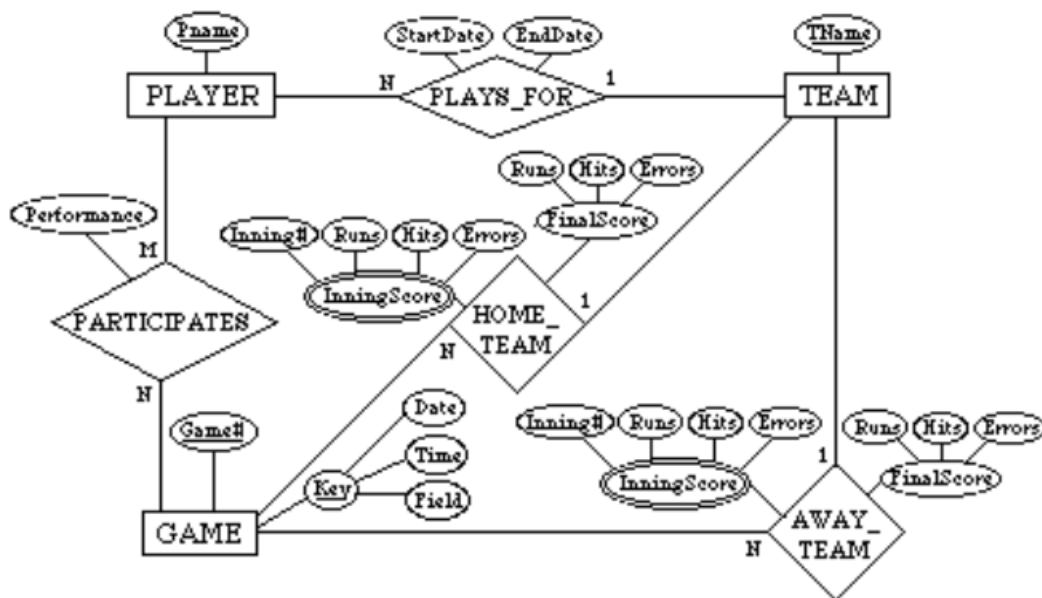 Pname
StartDate
EndDate
TName
PLAYER
N
PLAYS_FOR
1
TEAM
Runs
Hits
Errors
FinalScore
Performance
Inning#
Runs
Hits
Errors
InningScore
M
PARTICIPATES
HOME_
TEAM
1
N
N
Game#
Date
Time
Key
Field
GAME
Inning#
Runs
Hits
Errors
InningScore
Runs
Hits
Errors
FinalScore
1
AWAY_
TEAM
N